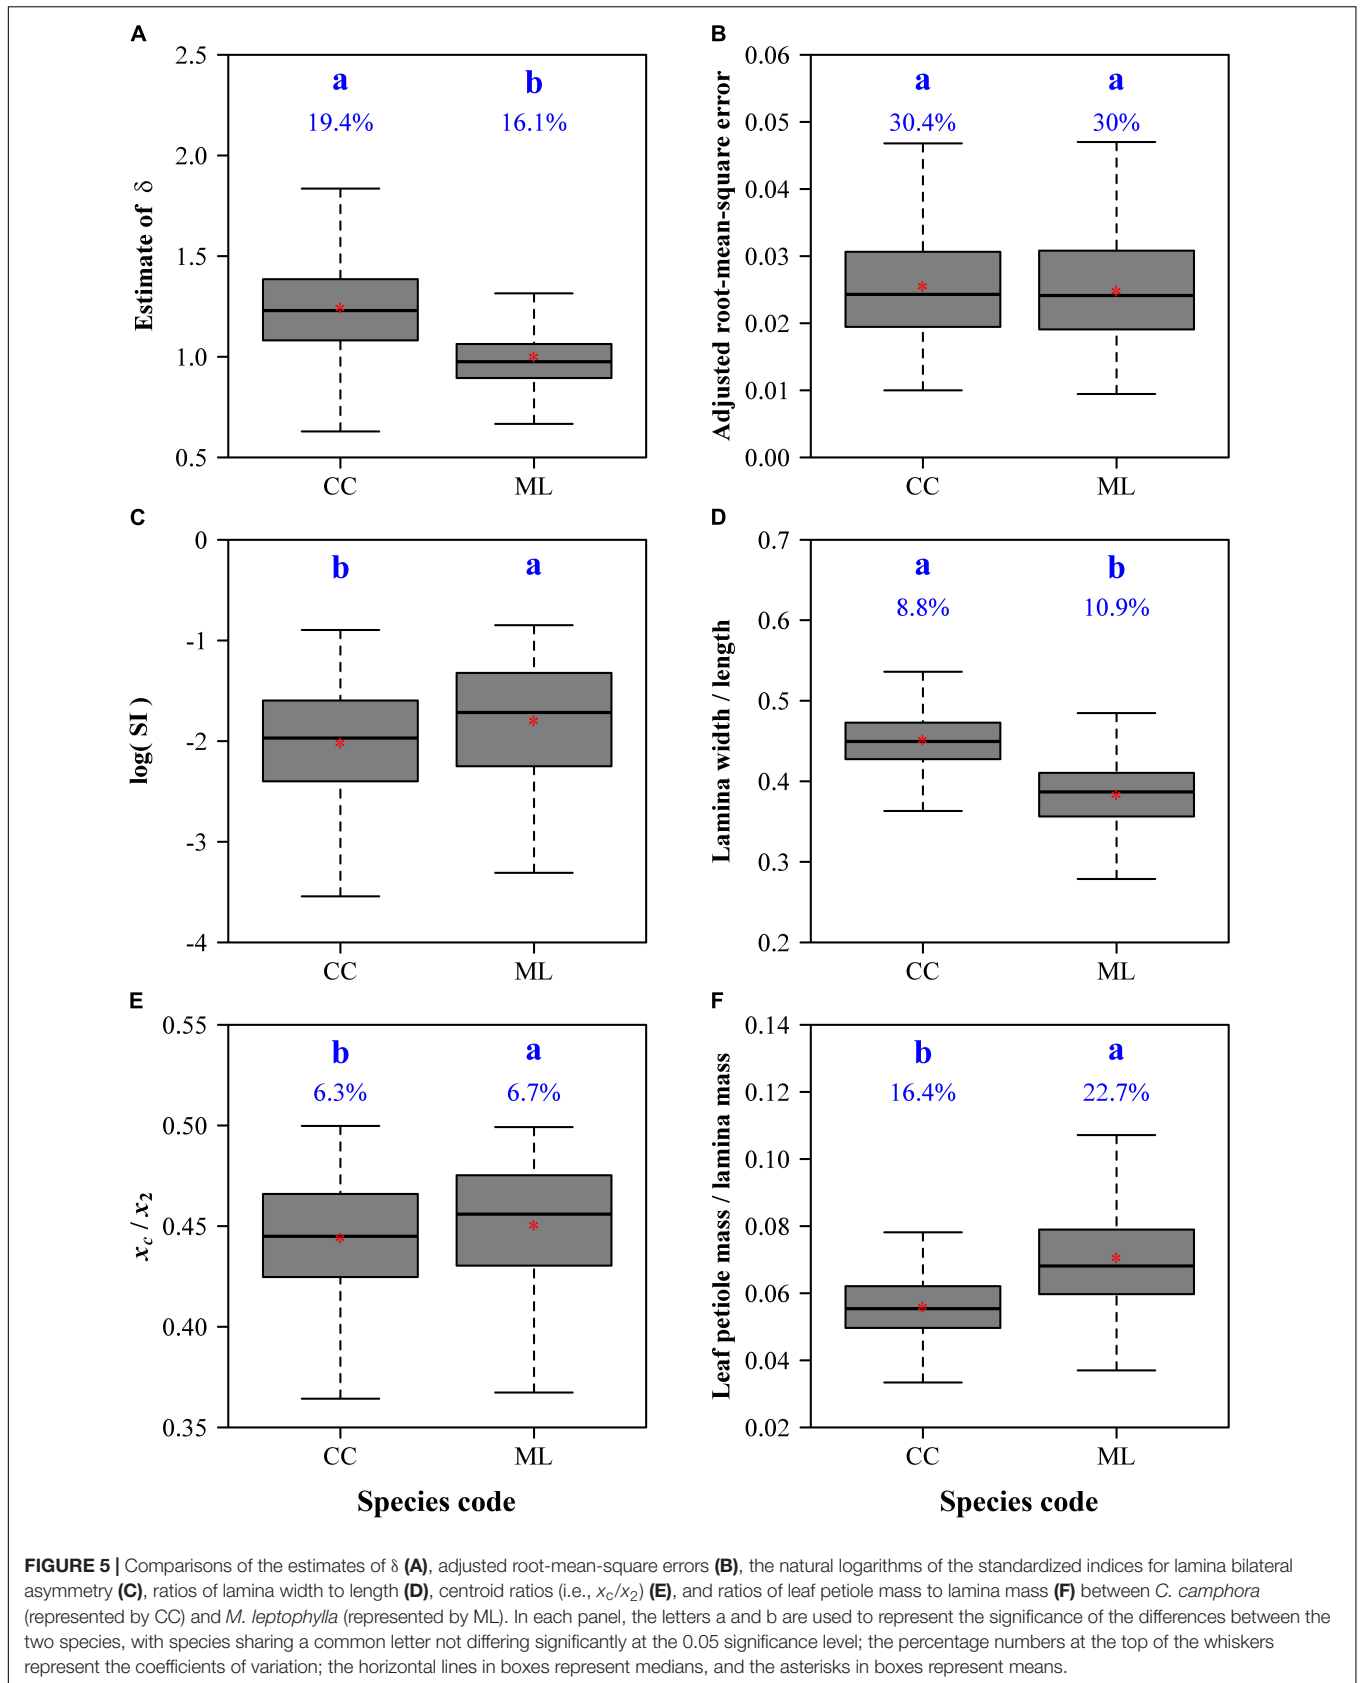 A
2.5
2.0
1.5
1.0
0.5
Estimate of δ
a
b
19.4%
16.1%
CC
ML
B
0.06
0.05
0.04
0.03
0.02
0.01
0.00
Adjusted root-mean-square error
a
a
30.4%
30%
CC
ML
C
0
-1
-2
-3
-4
log( SI )
b
a
CC
ML
D
0.7
0.6
0.5
0.4
0.3
0.2
Lamina width / length
a
b
8.8%
10.9%
CC
ML
E
0.55
0.50
0.45
0.40
0.35
xc / x2
b
a
6.3%
6.7%
CC
ML
Species code
F
0.14
0.12
0.10
0.08
0.06
0.04
0.02
Leaf petiole mass / lamina mass
b
a
16.4%
22.7%
CC
ML
Species code
FIGURE 5 | Comparisons of the estimates of δ (A), adjusted root-mean-square errors (B), the natural logarithms of the standardized indices for lamina bilateral
asymmetry (C), ratios of lamina width to length (D), centroid ratios (i.e., xc/x2) (E), and ratios of leaf petiole mass to lamina mass (F) between C. camphora
(represented by CC) and M. leptophylla (represented by ML). In each panel, the letters a and b are used to represent the significance of the differences between the
two species, with species sharing a common letter not differing significantly at the 0.05 significance level; the percentage numbers at the top of the whiskers
represent the coefficients of variation; the horizontal lines in boxes represent medians, and the asterisks in boxes represent means.